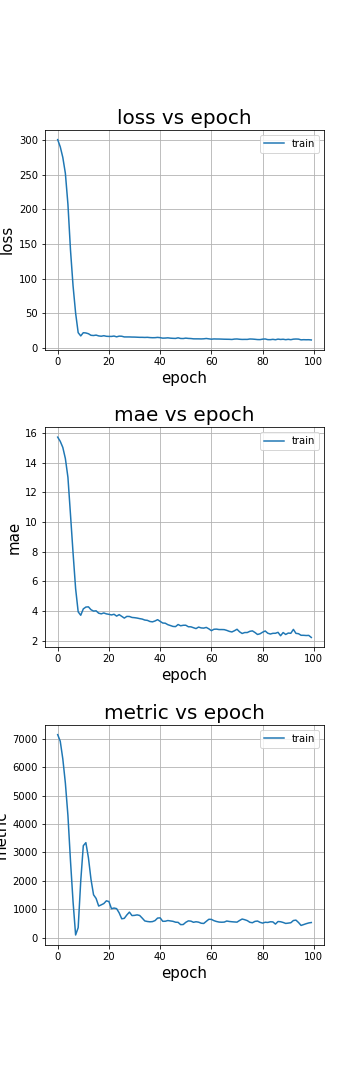 loss vs epoch
300
250
200
150
100
50
0
loss
train
0 20 40 60 80 100
epoch
mae vs epoch
16
14
12
10
8
6
4
2
mae
train
0 20 40 60 80 100
epoch
metric vs epoch
7000
6000
5000
4000
3000
2000
1000
0
metric
train
0 20 40 60 80 100
epoch